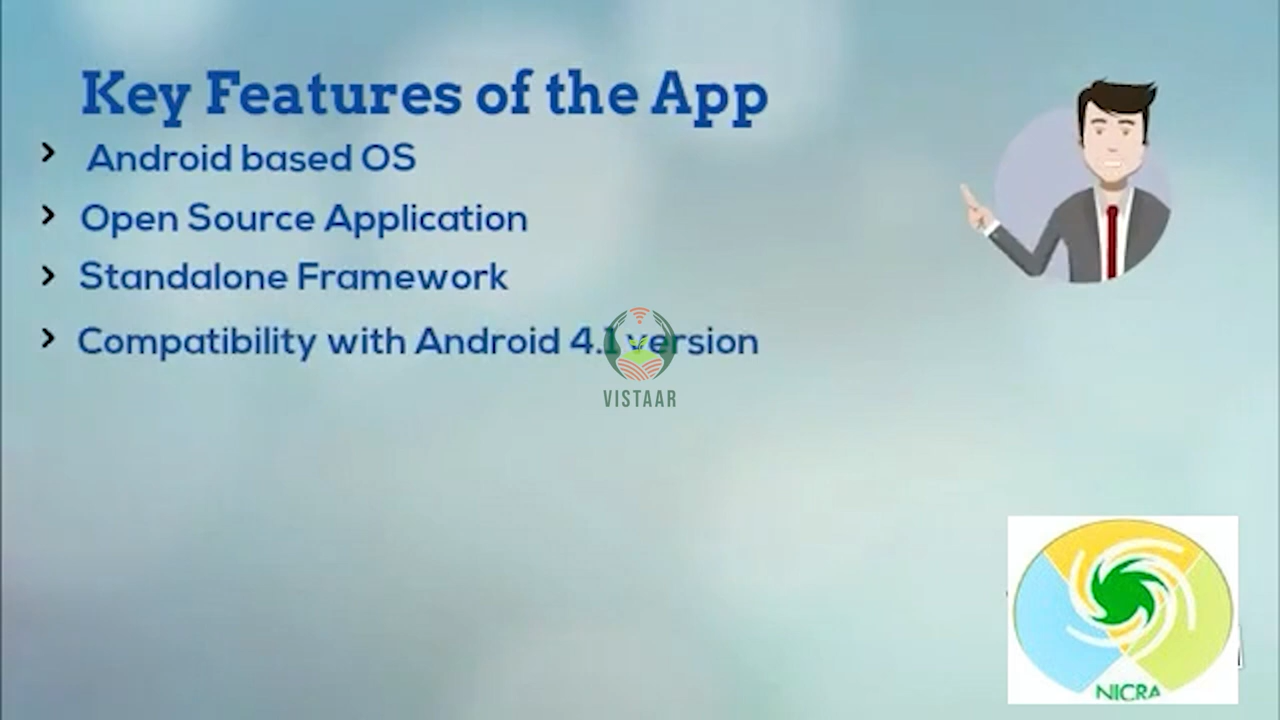 Key Features of the App
Android based OS
Open Source Application
Standalone Framework
Compatibility with Android 4.1 version
VISTAAR
NICRA